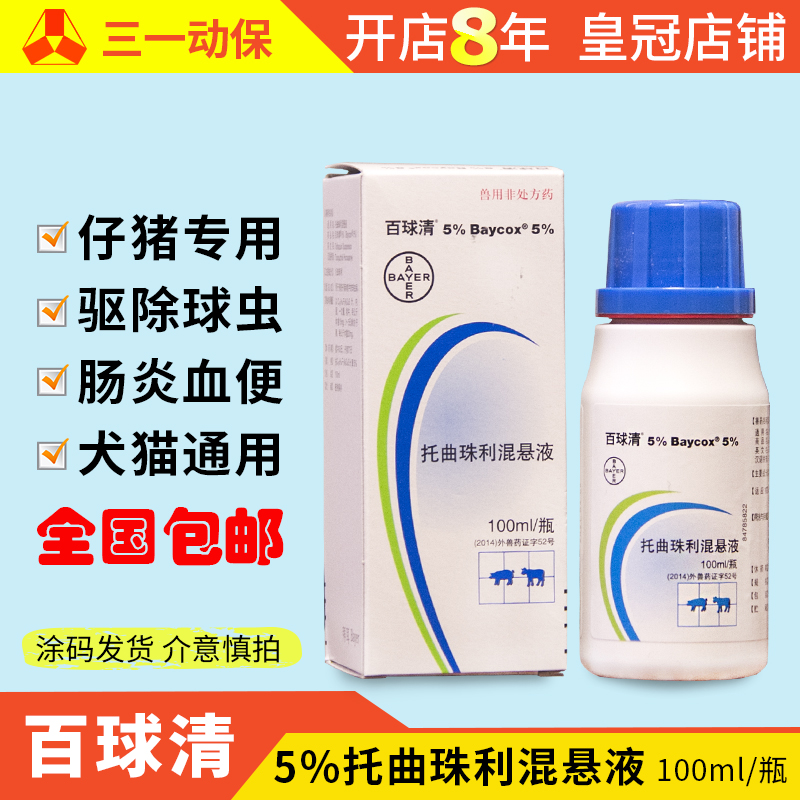 三一动保
开店8年 皇冠店铺
仔猪专用
驱除球虫
肠炎血便
犬猫通用
全国包邮
涂码发货 介意慎拍
兽用非处方药
百球清® 5% Baycox® 5%
BAYER
BAYER
托曲珠利混悬液
100ml/瓶
(2014)外兽药证字52号
百球清® 5% Baycox® 5%
BAYER
BAYER
托曲珠利混悬液
100ml/瓶
(2014)外兽药证字52号
84785822
百球清
5%托曲珠利混悬液 100ml/瓶